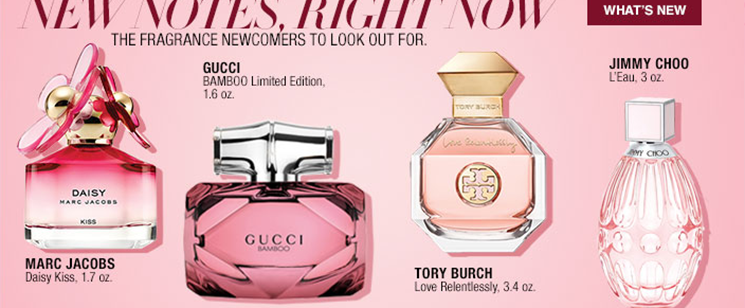 NEW NOTES, RIGHT NOW
WHAT'S NEW
THE FRAGRANCE NEWCOMERS TO LOOK OUT FOR.
GUCCI
BAMBOO Limited Edition,
1.6 oz.
JIMMY CHOO
L'Eau, 3 oz.
TORY BURCH
Love Relentlessly
JIMMY CHOO
DAISY
MARC JACOBS
KISS
GUCCI
BAMBOO
MARC JACOBS
Daisy Kiss, 1.7 oz.
TORY BURCH
Love Relentlessly, 3.4 oz.